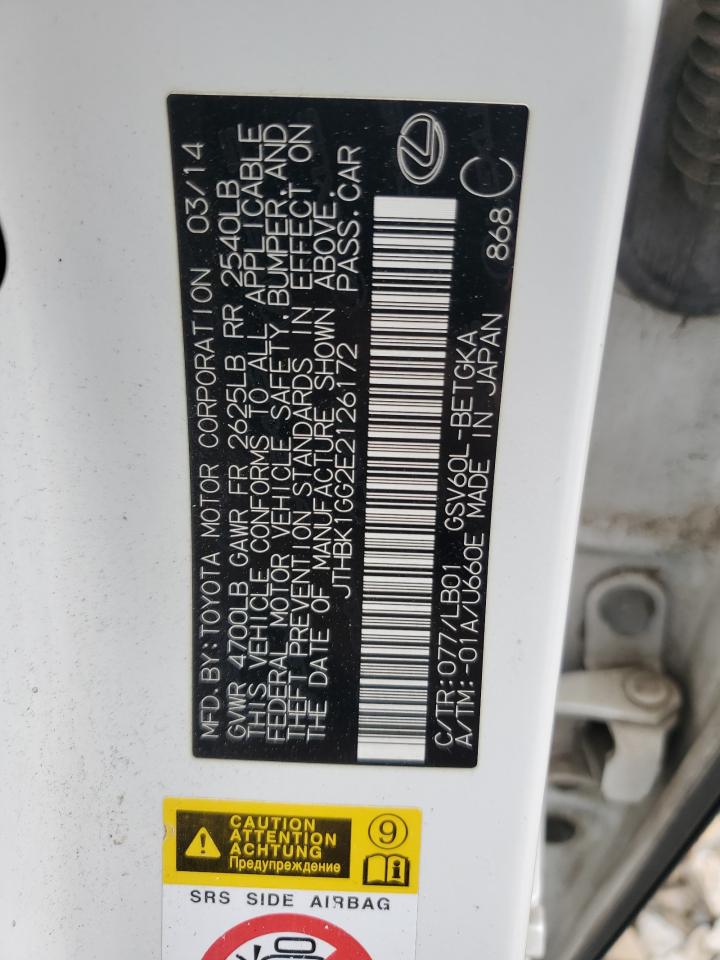 MFD. BY: TOYOTA MOTOR CORPORATION 03/14
GVWR 4700LB GAWR FR 2625LB RR 2540LB
THIS VEHICLE CONFORMS TO ALL APPLICABLE
FEDERAL MOTOR VEHICLE SAFETY, BUMPER, AND
THEFT PREVENTION STANDARDS IN EFFECT ON
THE DATE OF MANUFACTURE SHOWN ABOVE.
JTHBK1GG2E2126172 PASS. CAR
C/TR: 077/LB01 GSV60L-BETGKA
A/TM: -01A/U660E MADE IN JAPAN 868 C
CAUTION
ATTENTION
ACHTUNG
Предупреждение
9
i
SRS SIDE AIRBAG